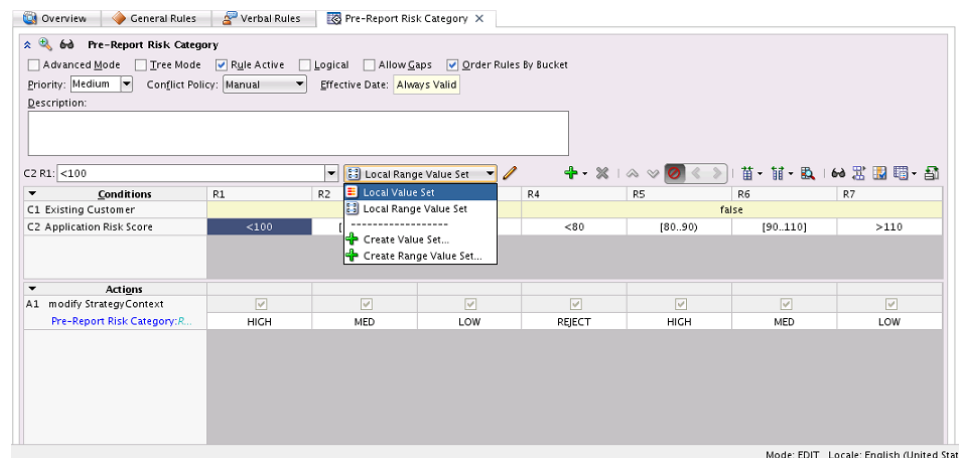 Overview General Rules Verbal Rules Pre-Report Risk Category
Pre-Report Risk Category
Advanced Mode Tree Mode Rule Active Logical Allow Gaps Order Rules By Bucket
Priority: Medium Conflict Policy: Manual Effective Date: Always Valid
Description:
C2 R1: <100 Local Range Value Set
Local Value Set
Local Range Value Set
------------------
Create Value Set...
Create Range Value Set...
Conditions R1 R2 R4 R5 R6 R7
C1 Existing Customer false
C2 Application Risk Score <100 [ <80 [80..90) [90..110] >110
Actions
A1 modify StrategyContext
Pre-Report Risk Category:R... HIGH MED LOW REJECT HIGH MED LOW
Mode: EDIT Locale: English (United Stat